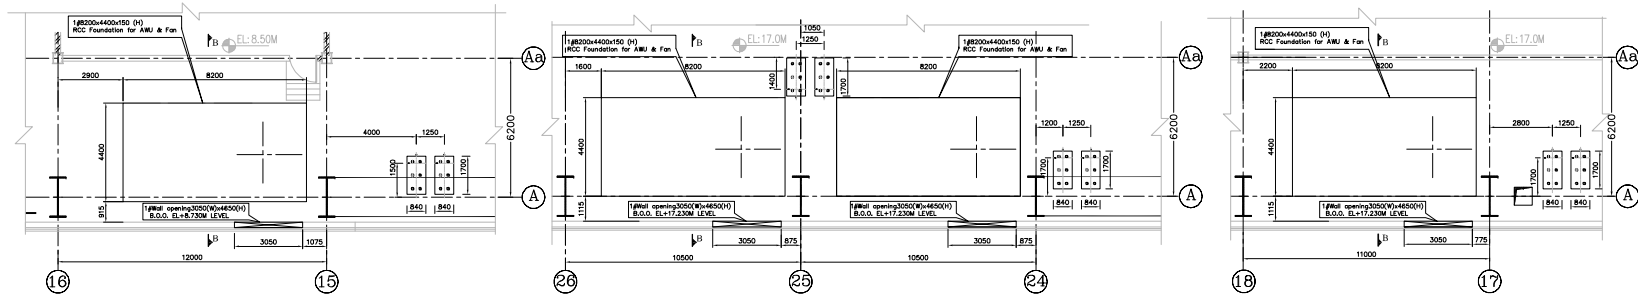 1∮8200x4400x150 (H)
RCC Foundation for AWU & Fan
B
EL:8.50M
Aa
2900
8200
4400
915
4000
1250
1500
1700
840
840
6200
A
1∮Wall opening3050(W)x4650(H)
B.O.O. EL+8.730M LEVEL
B
3050
1075
12000
16
15
1∮8200x4400x150 (H)
RCC Foundation for AWU & Fan
B
EL:17.0M
1050
1250
1∮8200x4400x150 (H)
RCC Foundation for AWU & Fan
Aa
1600
8200
1400
1700
8200
4400
1115
1200
1250
1700
1700
840
840
6200
A
1∮Wall opening3050(W)x4650(H)
B.O.O. EL+17.230M LEVEL
1∮Wall opening3050(W)x4650(H)
B.O.O. EL+17.230M LEVEL
B
3050
875
3050
875
10500
10500
26
25
24
1∮8200x4400x150 (H)
RCC Foundation for AWU & Fan
B
EL:17.0M
Aa
2200
8200
4400
1115
2800
1250
1700
1700
840
840
6200
A
1∮Wall opening3050(W)x4650(H)
B.O.O. EL+17.230M LEVEL
B
3050
775
11000
18
17